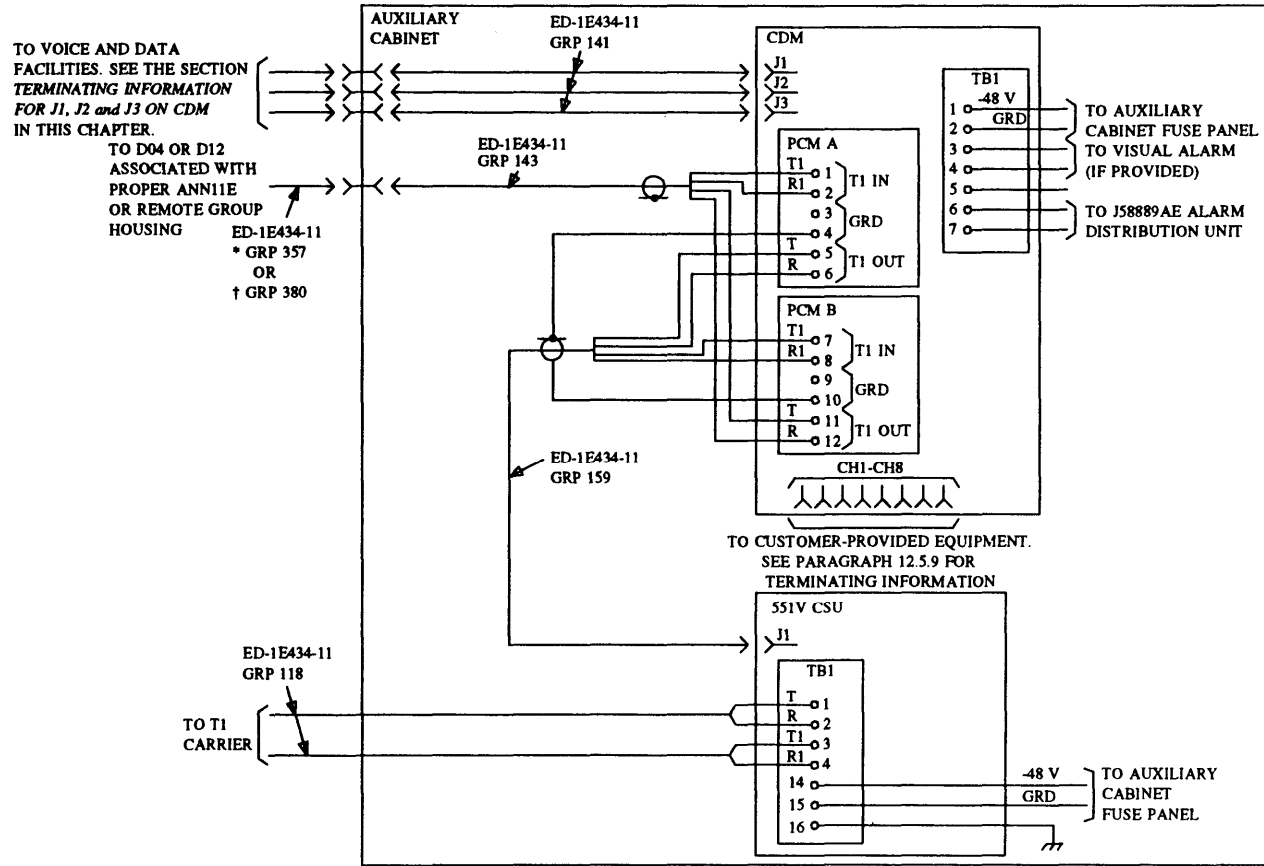 AUXILIARY
CABINET
ED-1E434-11
GRP 141
TO VOICE AND DATA
FACILITIES. SEE THE SECTION
TERMINATING INFORMATION
FOR J1, J2 and J3 ON CDM
IN THIS CHAPTER.
TO D04 OR D12
ASSOCIATED WITH
PROPER ANN11E
OR REMOTE GROUP
HOUSING
ED-1E434-11
* GRP 357
OR
† GRP 380
ED-1E434-11
GRP 143
CDM
J1
J2
J3
TB1
1 -48 V
2 GRD
3
4
5
6
7
TO AUXILIARY
CABINET FUSE PANEL
TO VISUAL ALARM
(IF PROVIDED)
TO J58889AE ALARM
DISTRIBUTION UNIT
PCM A
T1 1
R1 2
T1 IN
3
4
GRD
T 5
R 6
T1 OUT
PCM B
T1 7
R1 8
T1 IN
9
10
GRD
T 11
R 12
T1 OUT
CH1-CH8
ED-1E434-11
GRP 159
TO CUSTOMER-PROVIDED EQUIPMENT.
SEE PARAGRAPH 12.5.9 FOR
TERMINATING INFORMATION
551V CSU
J1
TB1
T 1
R 2
T1 3
R1 4
14
15
16
ED-1E434-11
GRP 118
TO T1
CARRIER
-48 V
GRD
TO AUXILIARY
CABINET
FUSE PANEL